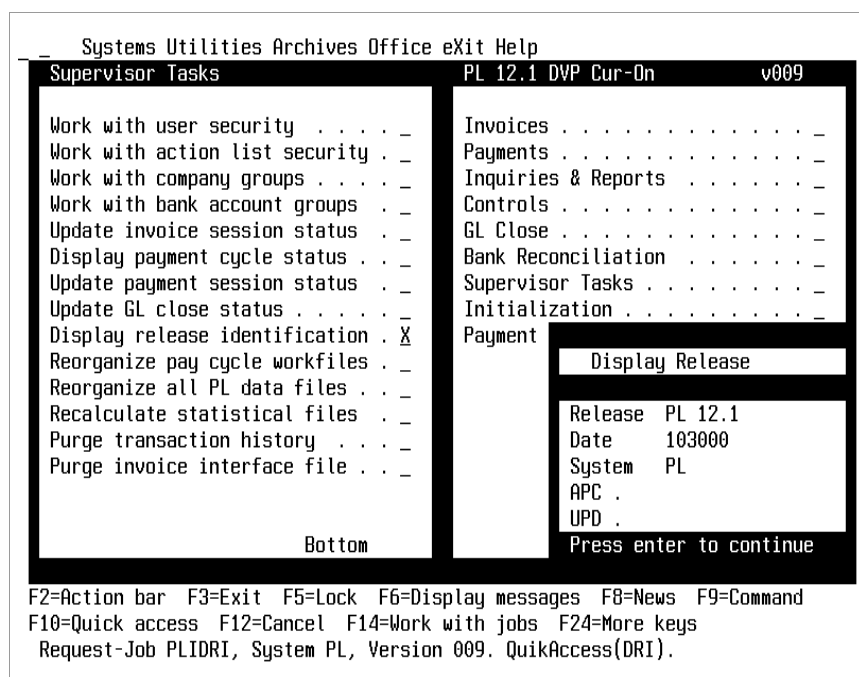 _ _ Systems Utilities Archives Office eXit Help
Supervisor Tasks
Work with user security . . . . _
Work with action list security . _
Work with company groups . . . . _
Work with bank account groups . _
Update invoice session status . _
Display payment cycle status . . _
Update payment session status . _
Update GL close status . . . . . _
Display release identification . X
Reorganize pay cycle workfiles . _
Reorganize all PL data files . . _
Recalculate statistical files . _
Purge transaction history . . . _
Purge invoice interface file . . _
Bottom
PL 12.1 DVP Cur-On v009
Invoices . . . . . . . . . . . . . _
Payments . . . . . . . . . . . . . _
Inquiries & Reports . . . . . . _
Controls . . . . . . . . . . . . . _
GL Close . . . . . . . . . . . . . _
Bank Reconciliation . . . . . . _
Supervisor Tasks . . . . . . . . _
Initialization . . . . . . . . . _
Payment
Display Release
Release PL 12.1
Date 103000
System PL
APC .
UPD .
Press enter to continue
F2=Action bar F3=Exit F5=Lock F6=Display messages F8=News F9=Command
F10=Quick access F12=Cancel F14=Work with jobs F24=More keys
Request-Job PLIDRI, System PL, Version 009. QuikAccess(DRI).